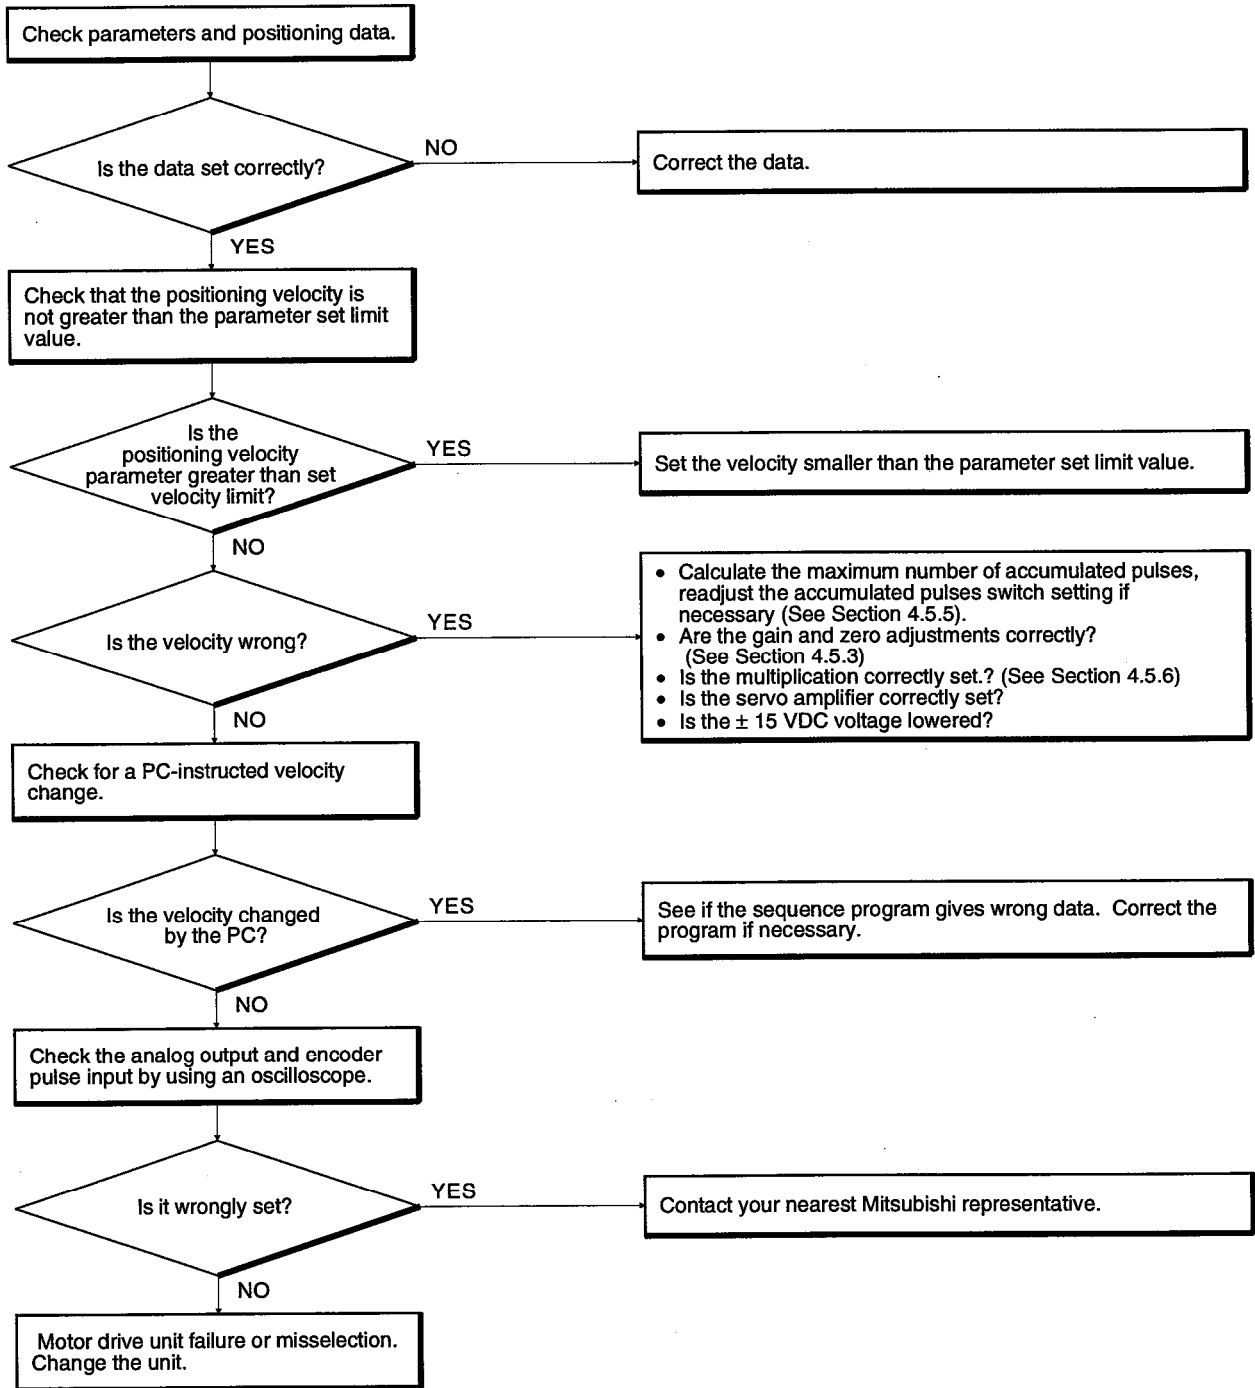 Check parameters and positioning data.
Is the data set correctly?
NO
Correct the data.
YES
Check that the positioning velocity is
not greater than the parameter set limit
value.
Is the
positioning velocity
parameter greater than set
velocity limit?
YES
Set the velocity smaller than the parameter set limit value.
NO
Is the velocity wrong?
YES
• Calculate the maximum number of accumulated pulses,
readjust the accumulated pulses switch setting if
necessary (See Section 4.5.5).
• Are the gain and zero adjustments correctly?
(See Section 4.5.3)
• Is the multiplication correctly set.? (See Section 4.5.6)
• Is the servo amplifier correctly set?
• Is the ± 15 VDC voltage lowered?
NO
Check for a PC-instructed velocity
change.
Is the velocity changed
by the PC?
YES
See if the sequence program gives wrong data. Correct the
program if necessary.
NO
Check the analog output and encoder
pulse input by using an oscilloscope.
Is it wrongly set?
YES
Contact your nearest Mitsubishi representative.
NO
Motor drive unit failure or misselection.
Change the unit.